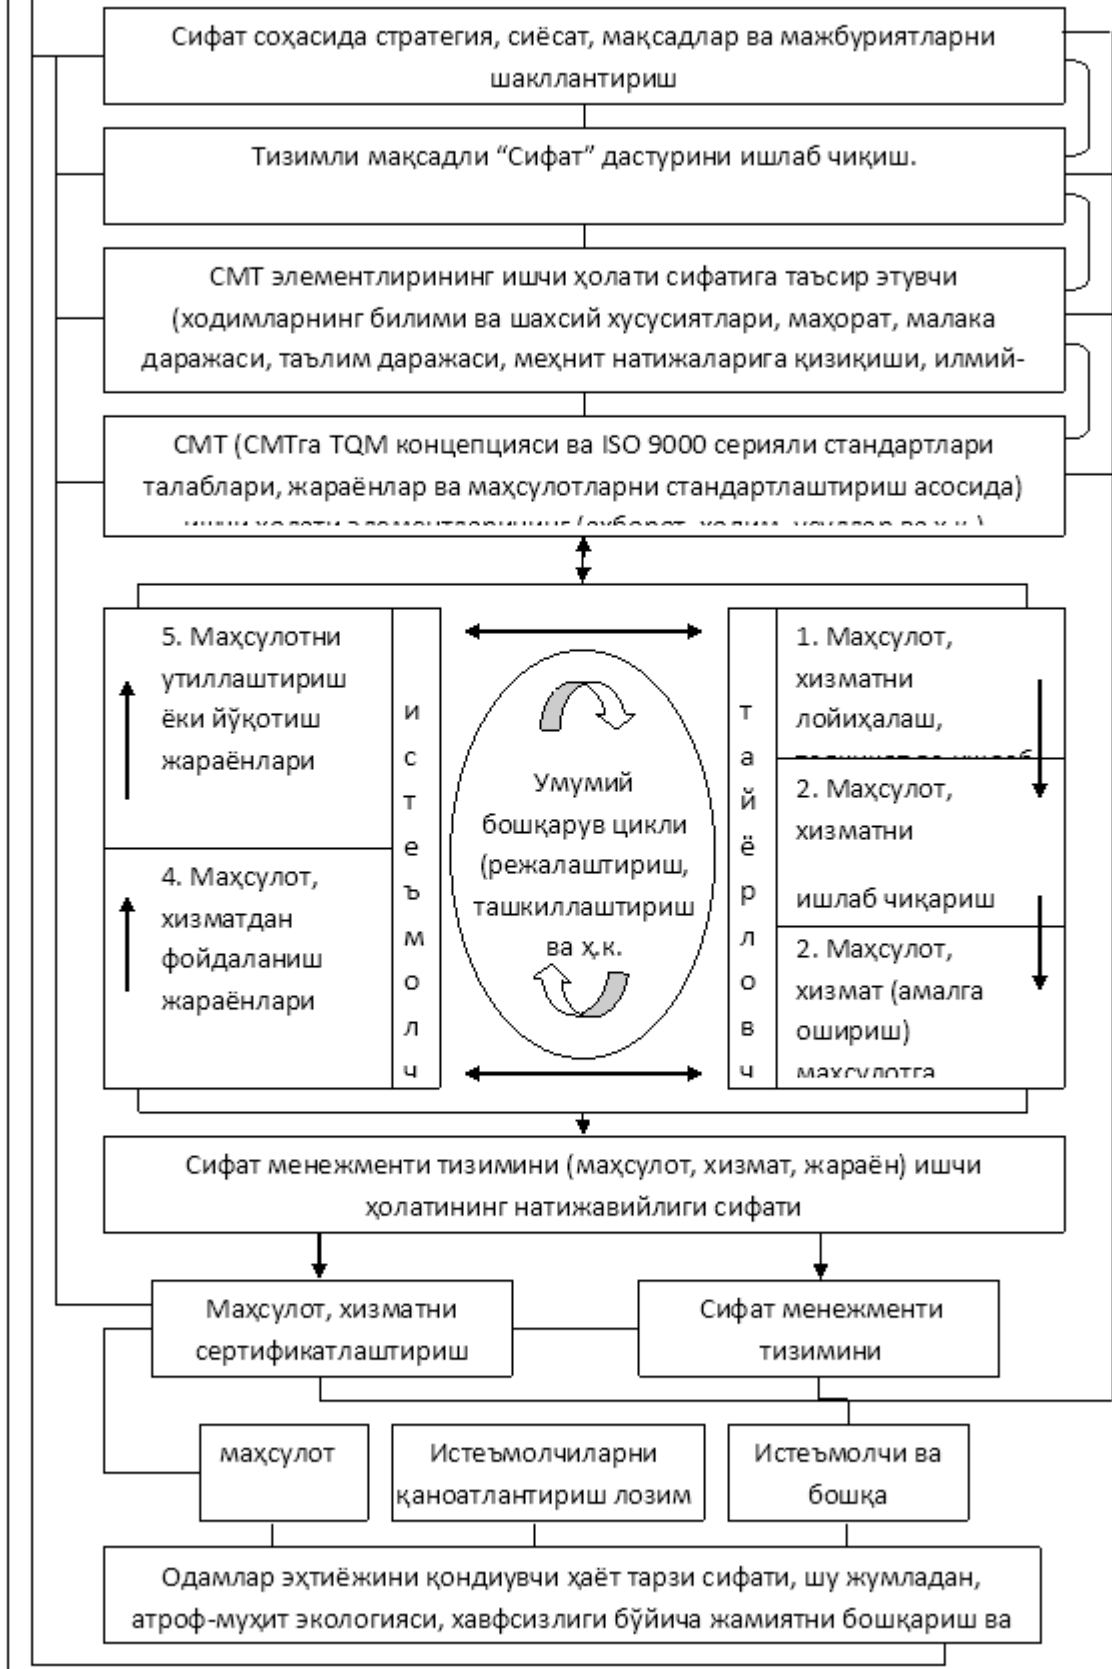 Сифат соҳасида стратегия, сиёсат, мақсадлар ва мажбуриятларни
шакллантириш
Тизимли мақсадли “Сифат” дастурини ишлаб чиқиш.
СМТ элементлирининг ишчи ҳолати сифатига таъсир этувчи
(ходимларнинг билими ва шахсий хусусиятлари, маҳорат, малака
даражаси, таълим даражаси, меҳнит натижаларига қизиқиши, илмий-
СМТ (СМТга TQM концепцияси ва ISO 9000 серияли стандартлари
талаблари, жараёнлар ва маҳсулотларни стандартлаштириш асосида)
5. Маҳсулотни
утиллаштириш
ёки йўқотиш
жараёнлари
4. Маҳсулот,
хизматдан
фойдаланиш
жараёнлари
и
с
т
е
ъ
м
о
л
ч
Умумий
бошқарув цикли
(режалаштириш,
ташкиллаштириш
ва ҳ.к.
т
а
й
ё
р
л
о
в
ч
1. Маҳсулот,
хизматни
лойиҳалаш,
2. Маҳсулот,
хизматни
ишлаб чиқариш
2. Маҳсулот,
хизмат (амалга
ошириш)
маҳсулотга
Сифат менежменти тизимини (маҳсулот, хизмат, жараён) ишчи
ҳолатининг натижавийлиги сифати
Маҳсулот, хизматни
сертификатлаштириш
Сифат менежменти
тизимини
маҳсулот
Истеъмолчиларни
қаноатлантириш лозим
Истеъмолчи ва
бошқа
Одамлар эҳтиёжини қондиувчи ҳаёт тарзи сифати, шу жумладан,
атроф-муҳит экологияси, хавфсизлиги бўйича жамиятни бошқариш ва